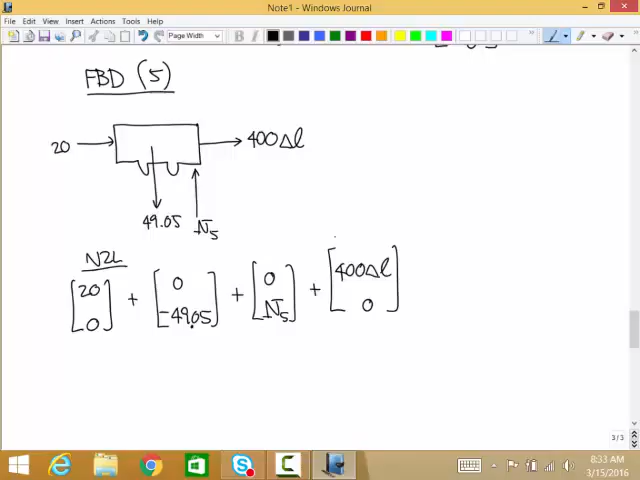 Note1 - Windows Journal
File Edit View Insert Actions Tools Help
Page Width
B I
FBD (5)
20
400Δl
49.05
N5
N2L
[20 0] + [0 -49.05] + [0 N5] + [400Δl 0]
3/3
8:33 AM
3/15/2016